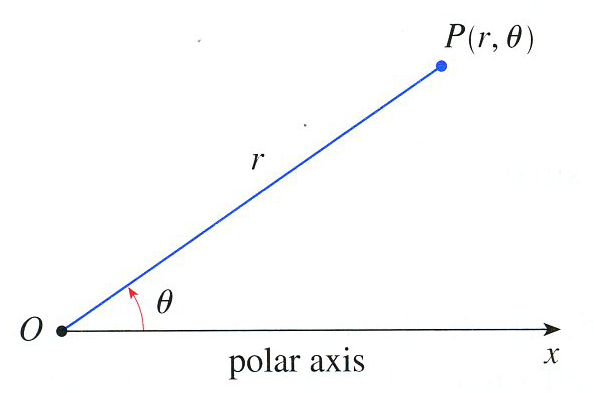 P(r, θ)
r
θ
O
x
polar axis